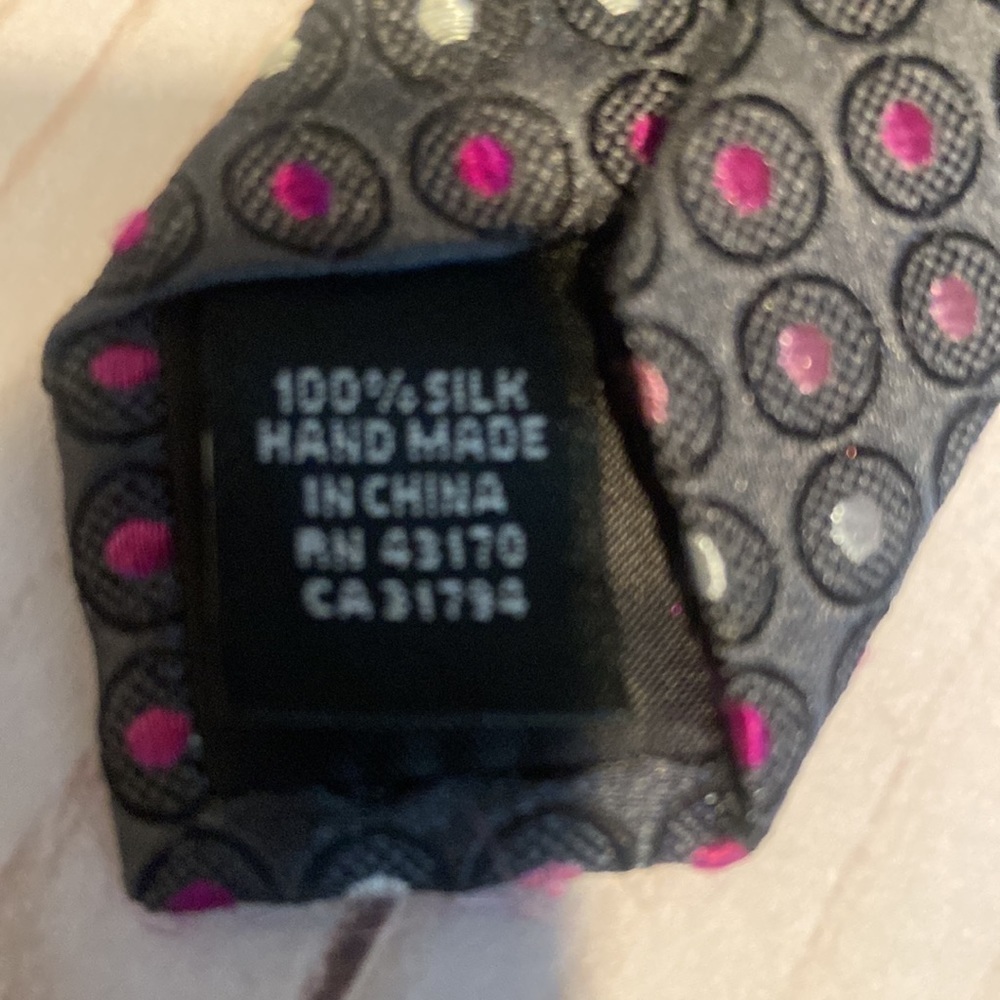 100% SILK
HAND MADE
IN CHINA
RN 43170
CA 31794